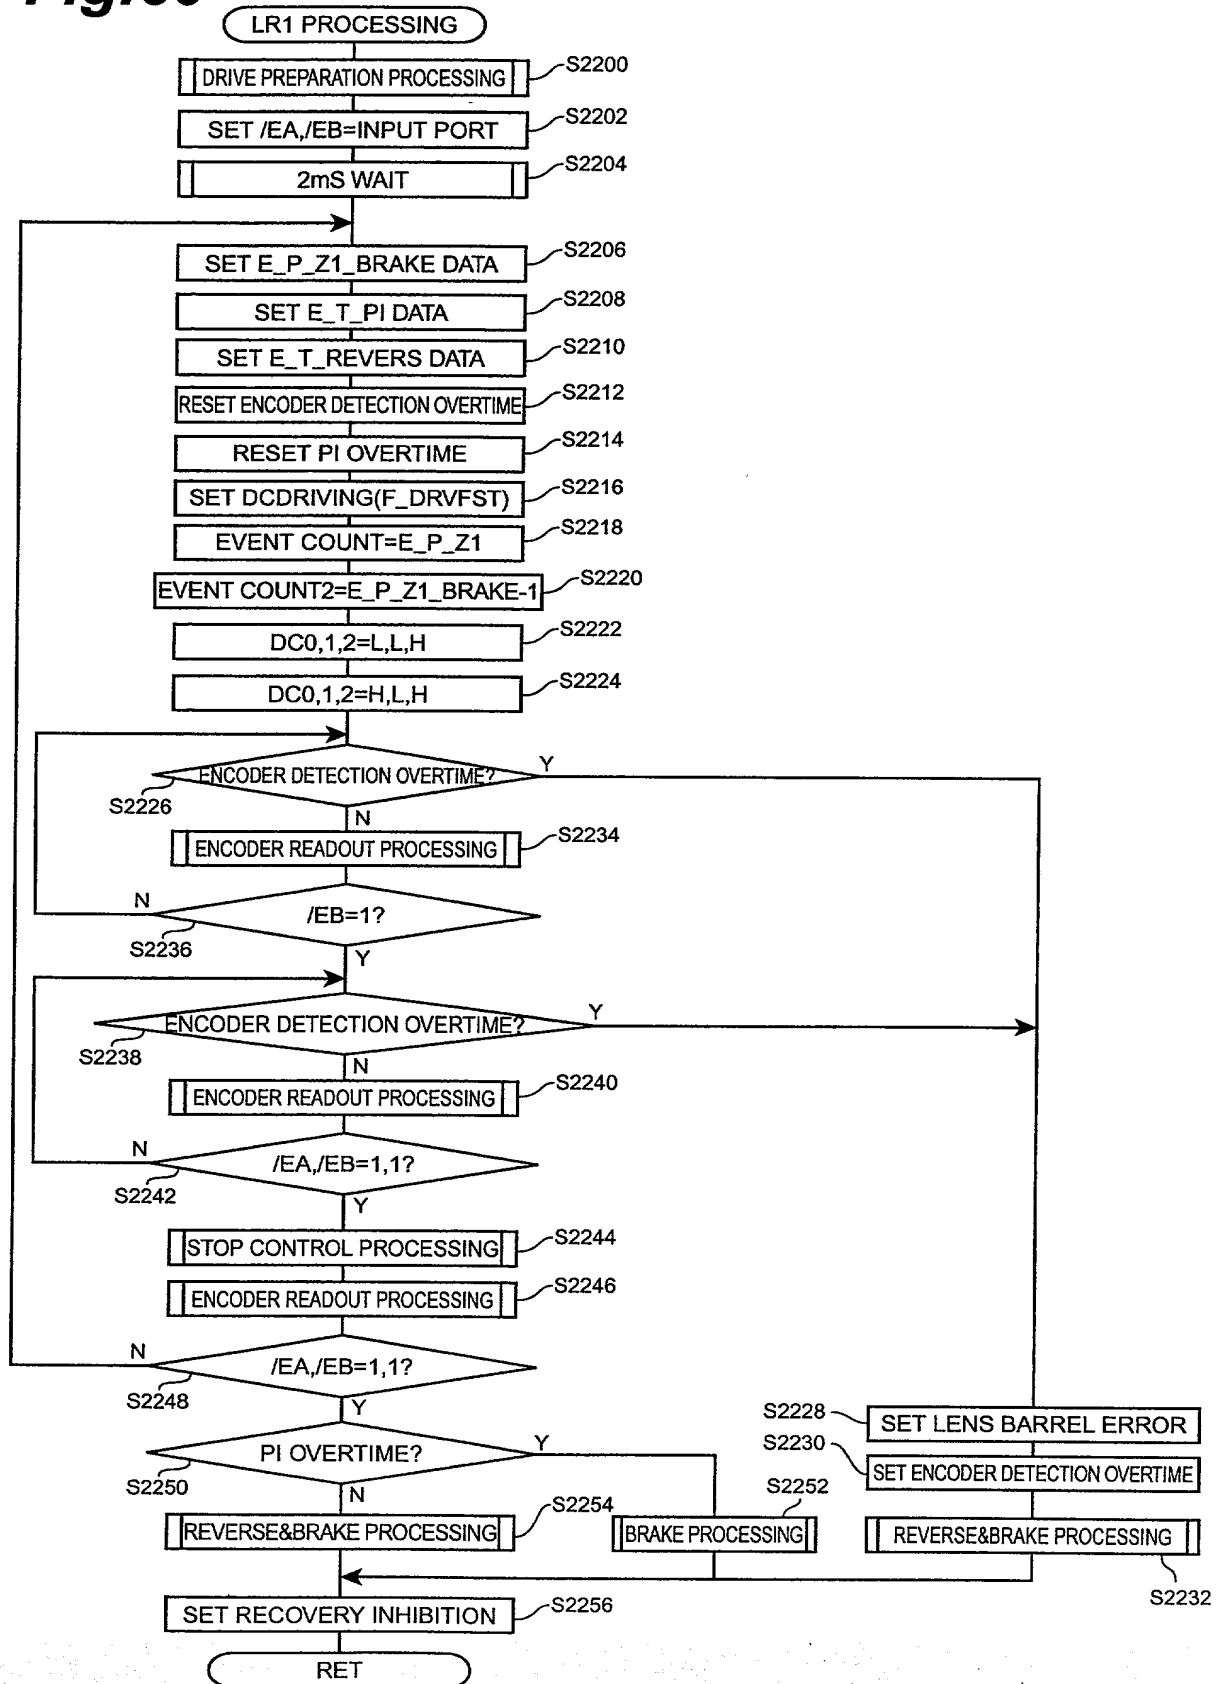 LR1 PROCESSING
DRIVE PREPARATION PROCESSING
S2200
SET /EA,/EB=INPUT PORT
S2202
2mS WAIT
S2204
SET E_P_Z1_BRAKE DATA
S2206
SET E_T_PI DATA
S2208
SET E_T_REVERS DATA
S2210
RESET ENCODER DETECTION OVERTIME
S2212
RESET PI OVERTIME
S2214
SET DCDRIVING(F_DRVFST)
S2216
EVENT COUNT=E_P_Z1
S2218
EVENT COUNT2=E_P_Z1_BRAKE-1
S2220
DC0,1,2=L,L,H
S2222
DC0,1,2=H,L,H
S2224
ENCODER DETECTION OVERTIME?
Y
S2226
N
ENCODER READOUT PROCESSING
S2234
N
/EB=1?
S2236
Y
ENCODER DETECTION OVERTIME?
Y
S2238
N
ENCODER READOUT PROCESSING
S2240
N
/EA,/EB=1,1?
S2242
Y
STOP CONTROL PROCESSING
S2244
ENCODER READOUT PROCESSING
S2246
N
/EA,/EB=1,1?
S2248
Y
S2228
SET LENS BARREL ERROR
PI OVERTIME?
Y
S2230
SET ENCODER DETECTION OVERTIME
S2250
N
S2252
REVERSE&BRAKE PROCESSING
S2254
BRAKE PROCESSING
REVERSE&BRAKE PROCESSING
S2232
SET RECOVERY INHIBITION
S2256
RET